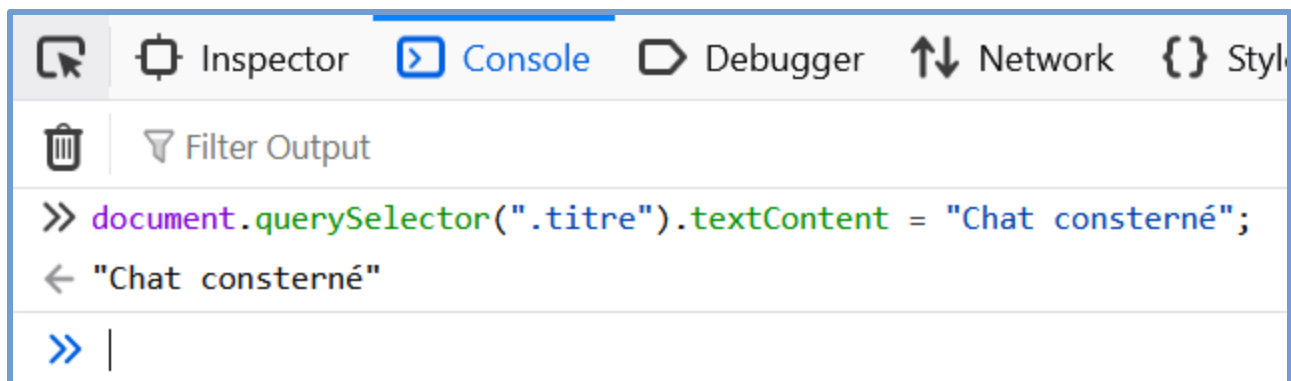 Inspector Console Debugger Network Styl
Filter Output
>> document.querySelector(".titre").textContent = "Chat consterné";
← "Chat consterné"
>>